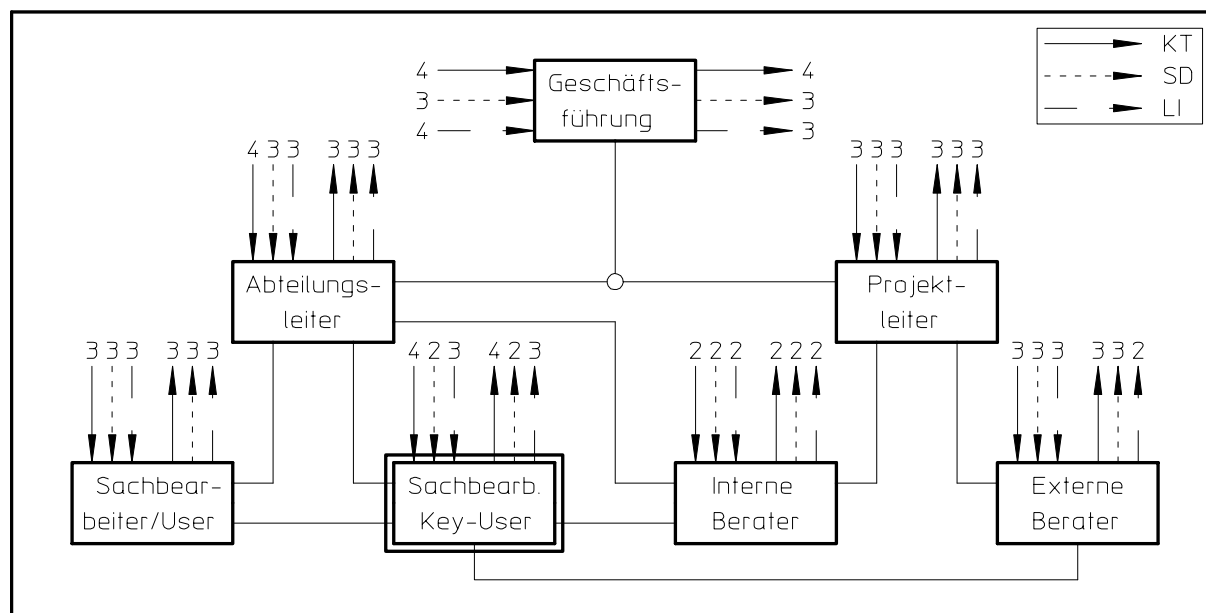 KT
4 Geschäfts- 4
SD
3 3
führung
4 3
LI
4 3 3 3 3 3
3 3 3 3 3 3
Abteilungs-
leiter
Projekt-
leiter
3 3 3 3 3 3
4 2 3 4 2 3
2 2 2 2 2 2
3 3 3 3 3 2
Sachbear-
beiter/User
Sachbearb.
Key-User
Interne
Berater
Externe
Berater